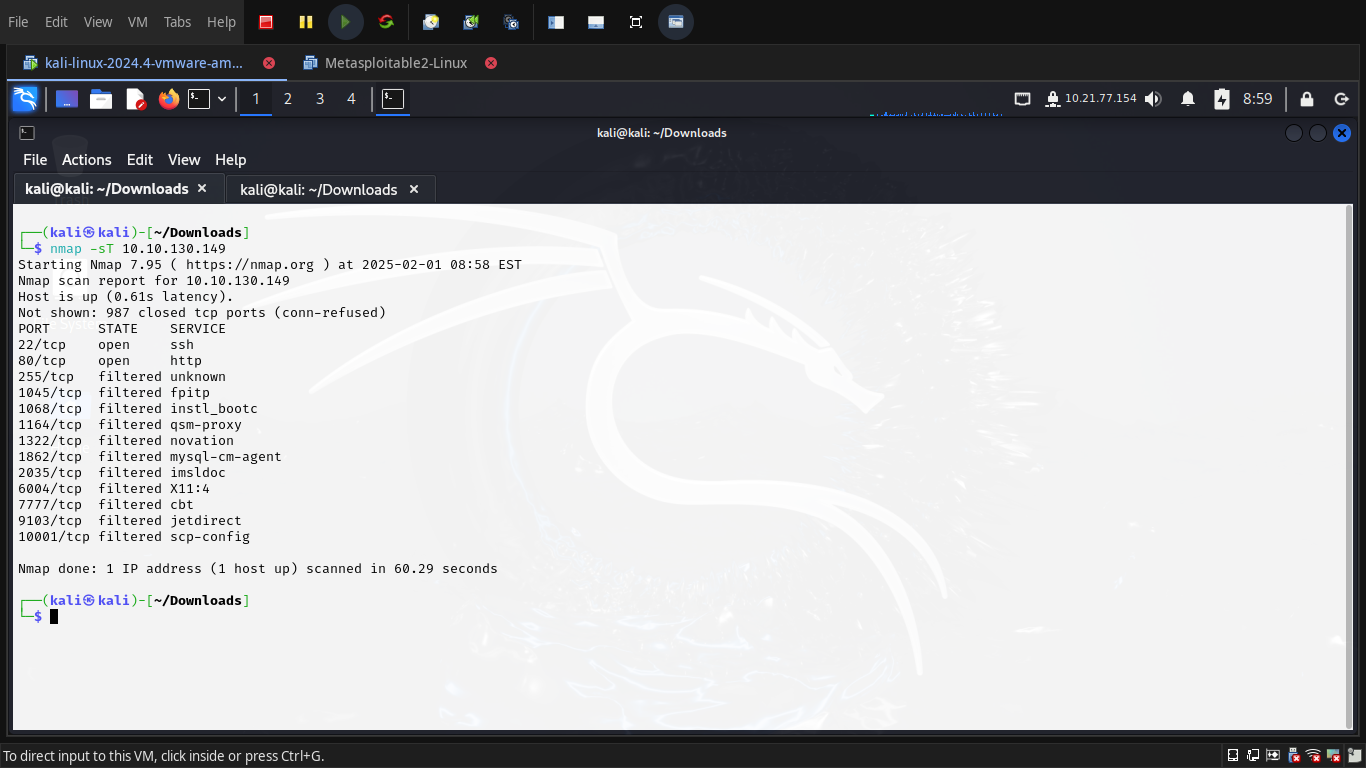 File Edit View VM Tabs Help
kali-linux-2024.4-vmware-am... Metasploitable2-Linux
1 2 3 4 10.21.77.154 8:59
kali@kali: ~/Downloads
File Actions Edit View Help
kali@kali: ~/Downloads kali@kali: ~/Downloads
┌──(kali㉿kali)-[~/Downloads]
└─$ nmap -sT 10.10.130.149
Starting Nmap 7.95 ( https://nmap.org ) at 2025-02-01 08:58 EST
Nmap scan report for 10.10.130.149
Host is up (0.61s latency).
Not shown: 987 closed tcp ports (conn-refused)
PORT STATE SERVICE
22/tcp open ssh
80/tcp open http
255/tcp filtered unknown
1045/tcp filtered fpitp
1068/tcp filtered instl_bootc
1164/tcp filtered qsm-proxy
1322/tcp filtered novation
1862/tcp filtered mysql-cm-agent
2035/tcp filtered imsldoc
6004/tcp filtered X11:4
7777/tcp filtered cbt
9103/tcp filtered jetdirect
10001/tcp filtered scp-config
Nmap done: 1 IP address (1 host up) scanned in 60.29 seconds
┌──(kali㉿kali)-[~/Downloads]
└─$
To direct input to this VM, click inside or press Ctrl+G.